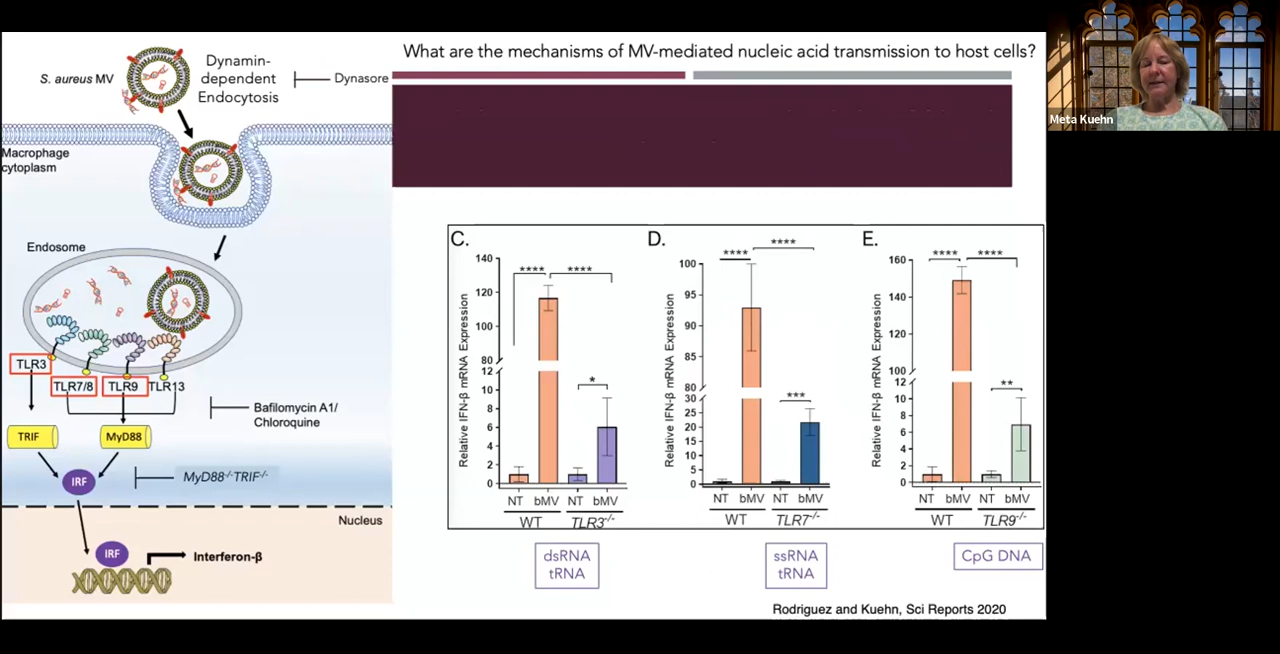 What are the mechanisms of MV-mediated nucleic acid transmission to host cells?
Meta Kuehn
S. aureus MV
Dynamin-
dependent
Endocytosis
Dynasore
Macrophage
cytoplasm
Endosome
TLR3
TLR7/8
TLR9
TLR13
Bafilomycin A1/
Chloroquine
TRIF
MyD88
IRF
MyD88-/-TRIF-/-
Nucleus
IRF
Interferon-β
C.
Relative IFN-β mRNA Expression
140
120
100
80
12
10
8
6
4
2
0
****
****
*
NT
bMV
NT
bMV
WT
TLR3-/-
dsRNA
tRNA
D.
Relative IFN-β mRNA Expression
100
95
90
85
80
30
25
20
15
10
5
0
****
****
***
NT
bMV
NT
bMV
WT
TLR7-/-
ssRNA
tRNA
E.
Relative IFN-β mRNA Expression
160
140
120
100
12
10
8
6
4
2
0
****
****
**
NT
bMV
NT
bMV
WT
TLR9-/-
CpG DNA
Rodriguez and Kuehn, Sci Reports 2020